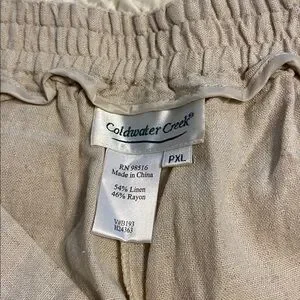 Coldwater Creek®
PXL
RN 98516
Made in China
54% Linen
46% Rayon